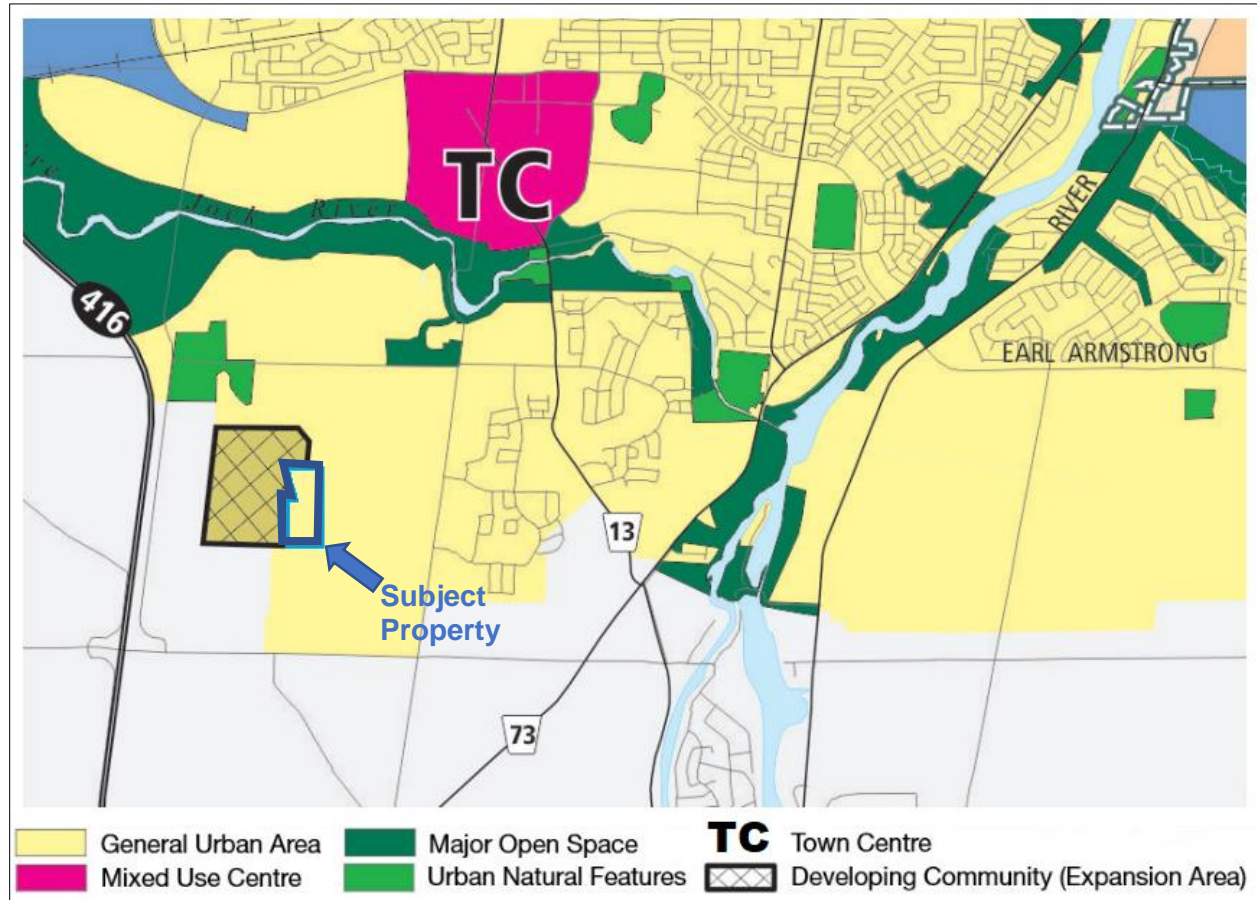 TC
Jock River
RIVER
416
EARL ARMSTRONG
13
Subject
Property
73
General Urban Area
Major Open Space
TC Town Centre
Mixed Use Centre
Urban Natural Features
Developing Community (Expansion Area)